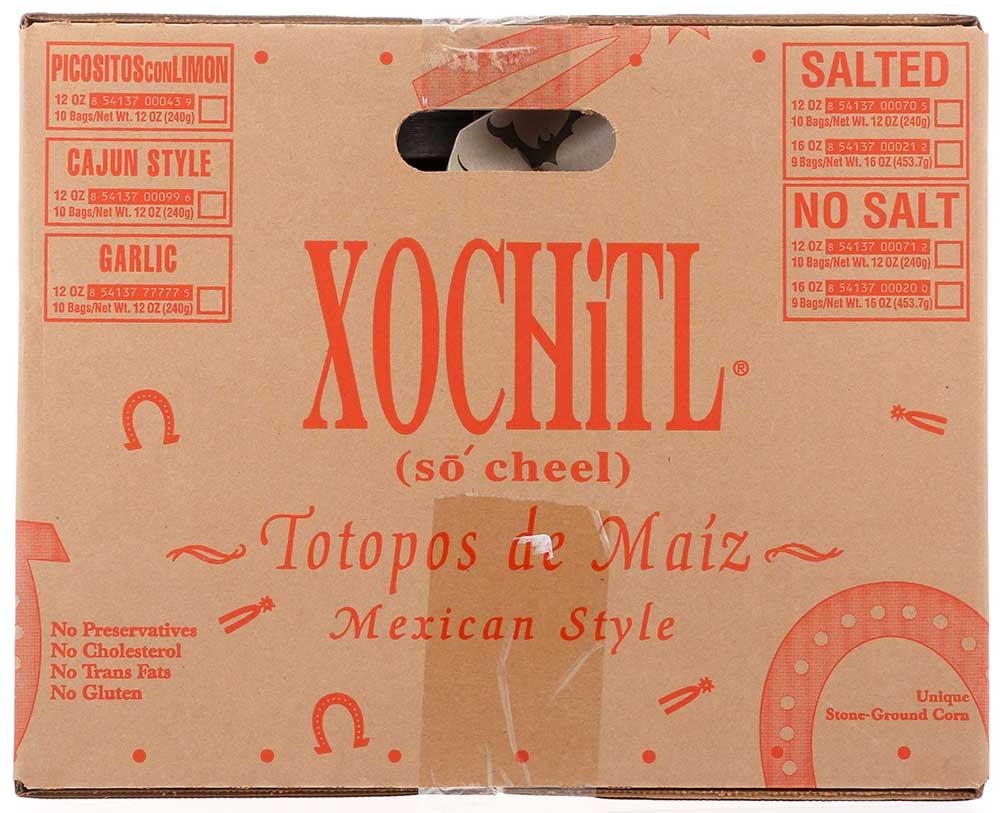 PICOSITOSCONLIMON
12 OZ 8 54137 00043 9
10 Bags/Net Wt. 12 OZ (240g)
CAJUN STYLE
12 OZ 8 54137 00099 6
10 Bags/Net Wt. 12 OZ (240g)
GARLIC
12 OZ 8 54137 77777 5
10 Bags/Net Wt. 12 OZ (240g)
SALTED
12 OZ 8 54137 00070 5
10 Bags/Net Wt. 12 OZ (240g)
16 OZ 8 54137 00021 2
9 Bags/Net Wt. 16 OZ (453.7g)
NO SALT
12 OZ 8 54137 00071 2
10 Bags/Net Wt. 12 OZ (240g)
16 OZ 8 54137 00020 0
9 Bags/Net Wt. 16 OZ (453.7g)
XOCHiTL®
(sō′ cheel)
Totopos de Maíz
Mexican Style
No Preservatives
No Cholesterol
No Trans Fats
No Gluten
Unique
Stone-Ground Corn